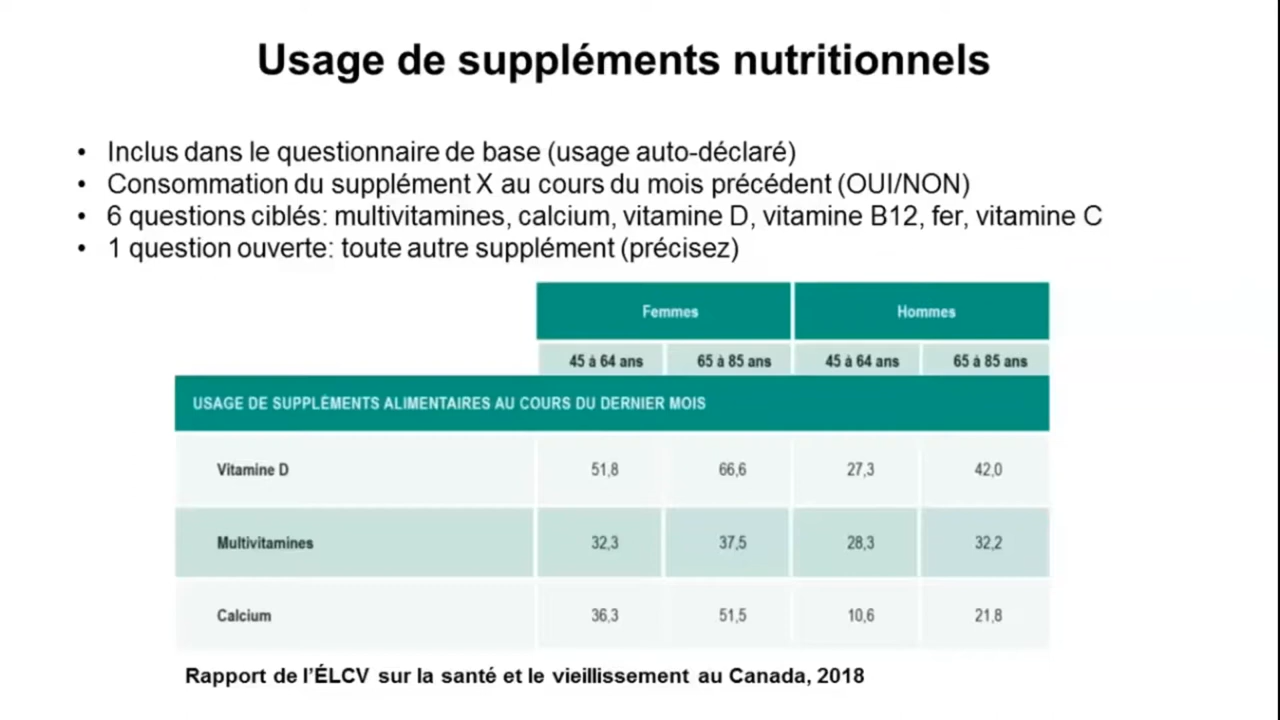 Usage de suppléments nutritionnels
• Inclus dans le questionnaire de base (usage auto-déclaré)
• Consommation du supplément X au cours du mois précédent (OUI/NON)
• 6 questions ciblés: multivitamines, calcium, vitamine D, vitamine B12, fer, vitamine C
• 1 question ouverte: toute autre supplément (précisez)
Femmes Hommes
45 à 64 ans 65 à 85 ans 45 à 64 ans 65 à 85 ans
USAGE DE SUPPLÉMENTS ALIMENTAIRES AU COURS DU DERNIER MOIS
Vitamine D 51,8 66,6 27,3 42,0
Multivitamines 32,3 37,5 28,3 32,2
Calcium 36,3 51,5 10,6 21,8
Rapport de l'ÉLCV sur la santé et le vieillissement au Canada, 2018